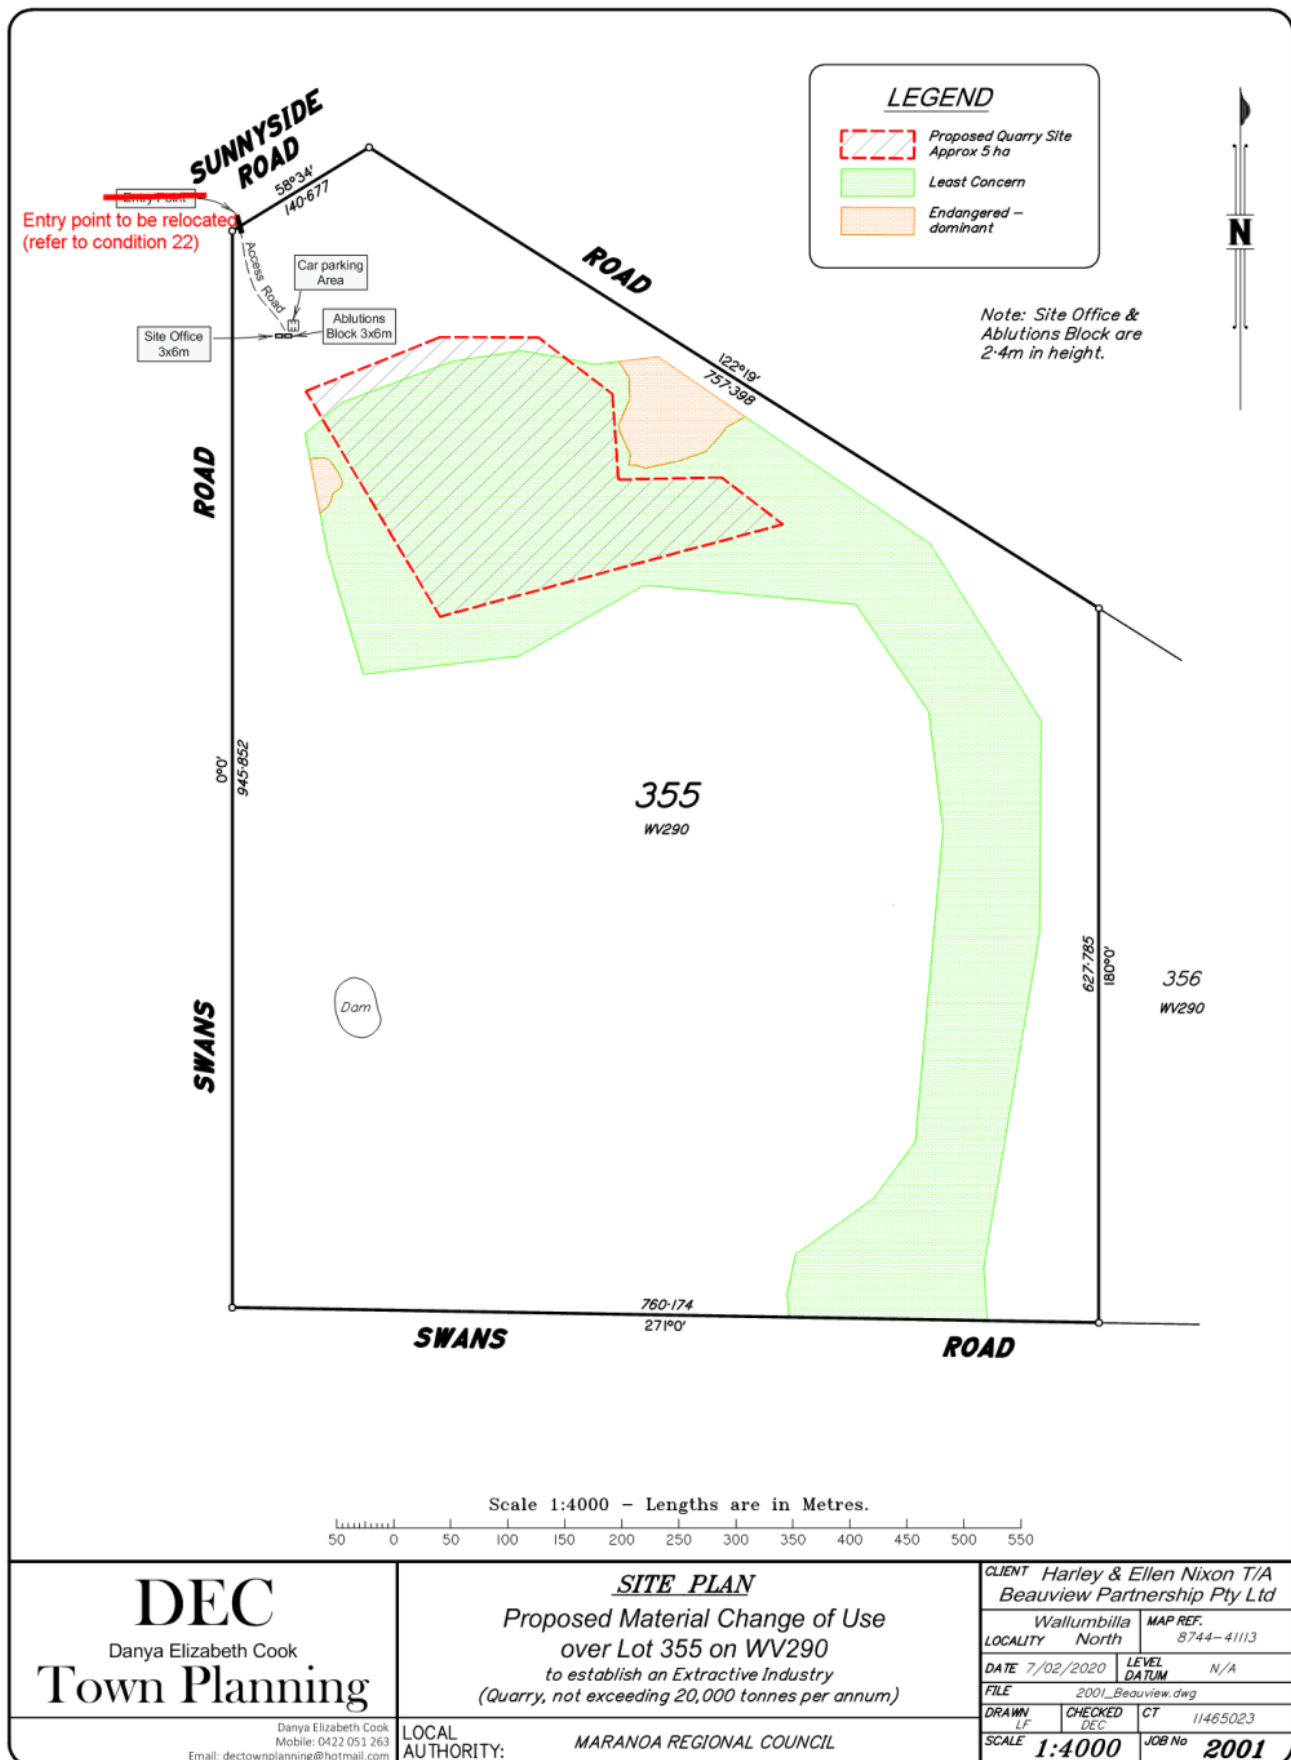 LEGEND
Proposed Quarry Site
Approx 5 ha
Least Concern
Endangered –
dominant
N
Note: Site Office &
Ablutions Block are
2·4m in height.
SUNNYSIDE
ROAD
58°34'
140·677
Entry Point
Entry point to be relocated
(refer to condition 22)
Access Road
Car parking
Area
Site Office
3x6m
Ablutions
Block 3x6m
ROAD
122°19'
757·398
ROAD
0°0'
945·852
355
WV290
627·785
180°0'
356
WV290
Dam
SWANS
760·174
271°0'
SWANS
ROAD
Scale 1:4000 – Lengths are in Metres.
50 0 50 100 150 200 250 300 350 400 450 500 550
DEC
Danya Elizabeth Cook
Town Planning
Danya Elizabeth Cook
Mobile: 0422 051 263
Email: dectownplanning@hotmail.com
SITE PLAN
Proposed Material Change of Use
over Lot 355 on WV290
to establish an Extractive Industry
(Quarry, not exceeding 20,000 tonnes per annum)
LOCAL
AUTHORITY:
MARANOA REGIONAL COUNCIL
CLIENT Harley & Ellen Nixon T/A
Beauview Partnership Pty Ltd
LOCALITY Wallumbilla
North
MAP REF.
8744–41113
DATE 7/02/2020
LEVEL
DATUM N/A
FILE 2001_Beauview.dwg
DRAWN
LF
CHECKED
DEC
CT 11465023
SCALE 1:4000
JOB No 2001